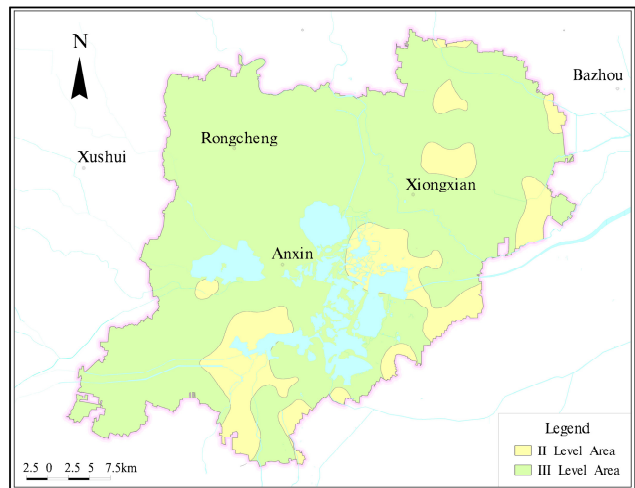 N
Bazhou
Rongcheng
Xushui
Xiongxian
Anxin
Legend
II Level Area
III Level Area
2.5 0 2.5 5 7.5km